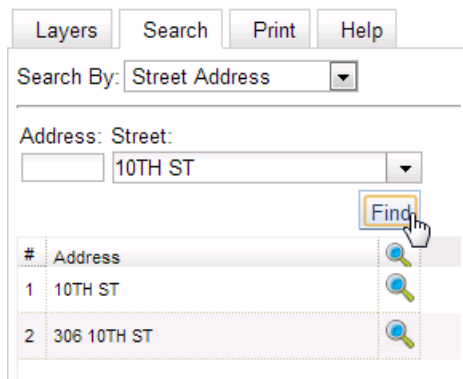 Layers Search Print Help
Search By: Street Address
Address: Street:
10TH ST
Find
# Address
1 10TH ST
2 306 10TH ST